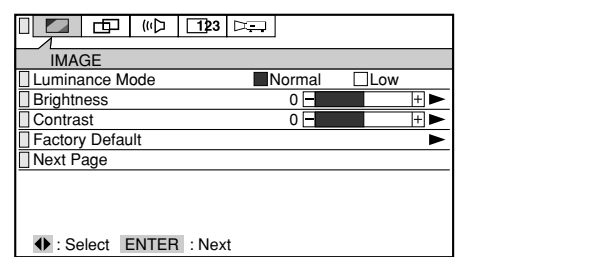 123
IMAGE
Luminance Mode Normal Low
Brightness 0 - +
Contrast 0 - +
Factory Default
Next Page
: Select ENTER : Next